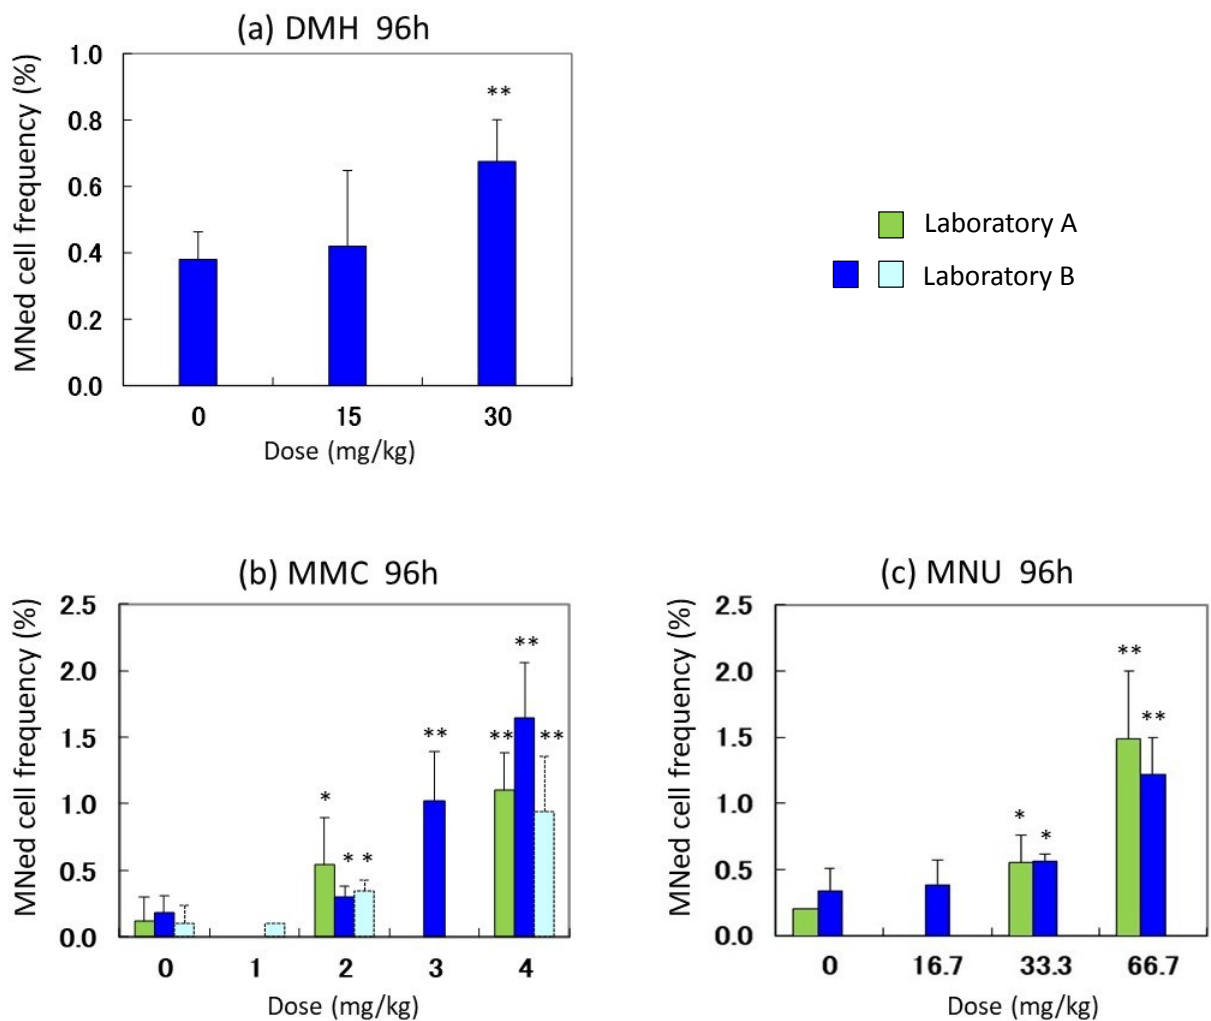 (a) DMH 96h
MNed cell frequency (%)
1.0
0.8
0.6
0.4
0.2
0.0
**
0 15 30
Dose (mg/kg)
Laboratory A
Laboratory B
(b) MMC 96h
MNed cell frequency (%)
2.5
2.0
1.5
1.0
0.5
0.0
* * * ** ** ** **
0 1 2 3 4
Dose (mg/kg)
(c) MNU 96h
MNed cell frequency (%)
2.5
2.0
1.5
1.0
0.5
0.0
* * ** **
0 16.7 33.3 66.7
Dose (mg/kg)